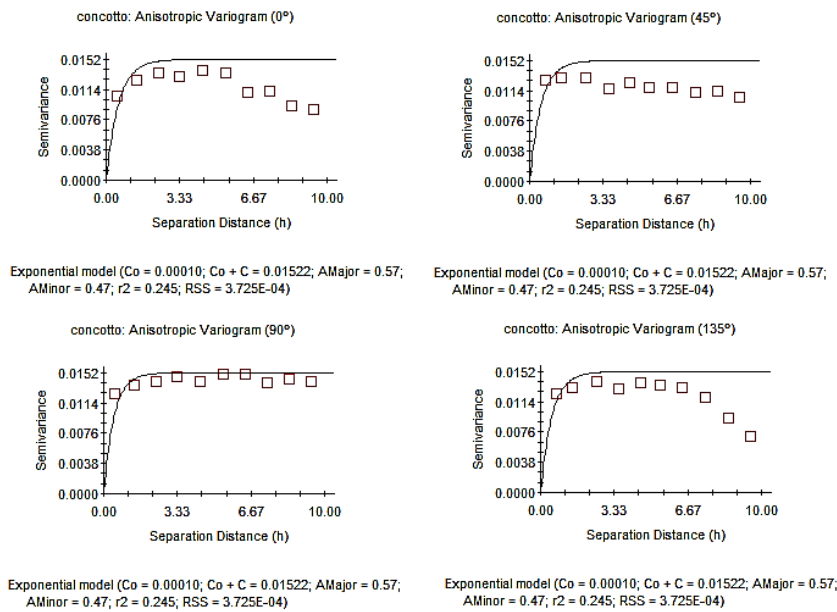 concotto: Anisotropic Variogram (0º)
0.0152
0.0114
0.0076
0.0038
0.0000
Semivariance
0.00 3.33 6.67 10.00
Separation Distance (h)
Exponential model (Co = 0.00010; Co + C = 0.01522; AMajor = 0.57;
AMinor = 0.47; r2 = 0.245; RSS = 3.725E-04)
concotto: Anisotropic Variogram (45º)
0.0152
0.0114
0.0076
0.0038
0.0000
Semivariance
0.00 3.33 6.67 10.00
Separation Distance (h)
Exponential model (Co = 0.00010; Co + C = 0.01522; AMajor = 0.57;
AMinor = 0.47; r2 = 0.245; RSS = 3.725E-04)
concotto: Anisotropic Variogram (90º)
0.0152
0.0114
0.0076
0.0038
0.0000
Semivariance
0.00 3.33 6.67 10.00
Separation Distance (h)
Exponential model (Co = 0.00010; Co + C = 0.01522; AMajor = 0.57;
AMinor = 0.47; r2 = 0.245; RSS = 3.725E-04)
concotto: Anisotropic Variogram (135º)
0.0152
0.0114
0.0076
0.0038
0.0000
Semivariance
0.00 3.33 6.67 10.00
Separation Distance (h)
Exponential model (Co = 0.00010; Co + C = 0.01522; AMajor = 0.57;
AMinor = 0.47; r2 = 0.245; RSS = 3.725E-04)